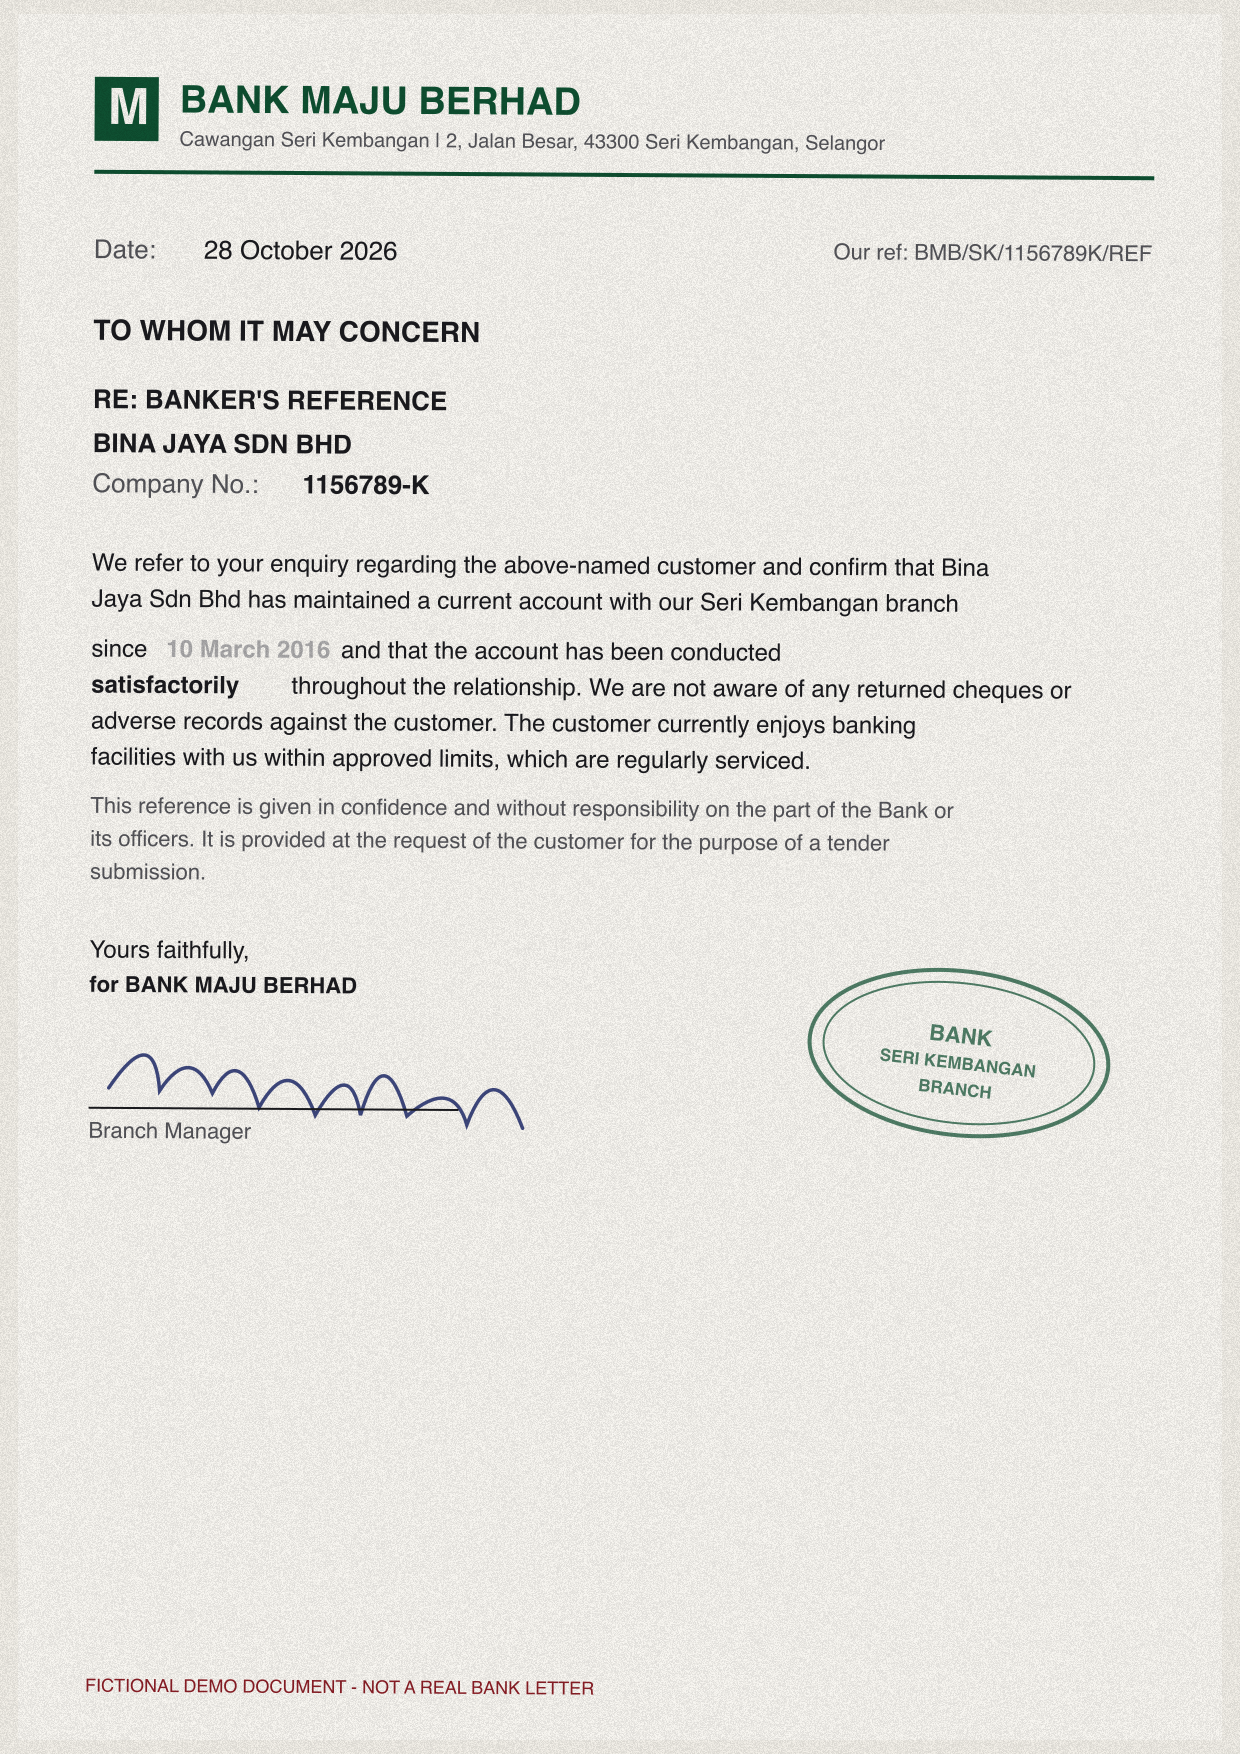 M
BANK MAJU BERHAD
Cawangan Seri Kembangan | 2, Jalan Besar, 43300 Seri Kembangan, Selangor
Date: 28 October 2026 Our ref: BMB/SK/1156789K/REF
TO WHOM IT MAY CONCERN
RE: BANKER'S REFERENCE
BINA JAYA SDN BHD
Company No.: 1156789-K
We refer to your enquiry regarding the above-named customer and confirm that Bina
Jaya Sdn Bhd has maintained a current account with our Seri Kembangan branch
since 10 March 2016 and that the account has been conducted
satisfactorily throughout the relationship. We are not aware of any returned cheques or
adverse records against the customer. The customer currently enjoys banking
facilities with us within approved limits, which are regularly serviced.
This reference is given in confidence and without responsibility on the part of the Bank or
its officers. It is provided at the request of the customer for the purpose of a tender
submission.
Yours faithfully,
for BANK MAJU BERHAD
Branch Manager
BANK
SERI KEMBANGAN
BRANCH
FICTIONAL DEMO DOCUMENT - NOT A REAL BANK LETTER